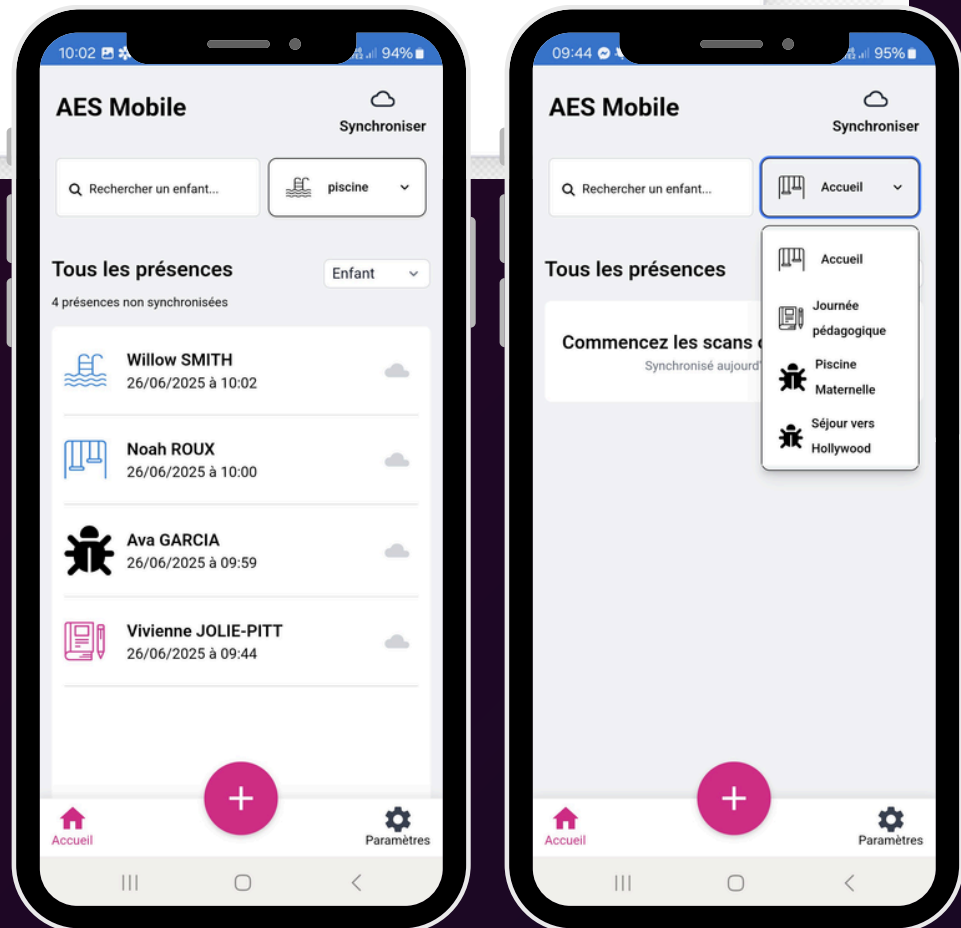 10:02
94%
AES Mobile
Synchroniser
Rechercher un enfant...
piscine
Tous les présences
Enfant
4 présences non synchronisées
Willow SMITH
26/06/2025 à 10:02
Noah ROUX
26/06/2025 à 10:00
Ava GARCIA
26/06/2025 à 09:59
Vivienne JOLIE-PITT
26/06/2025 à 09:44
+
Accueil
Paramètres
09:44
95%
AES Mobile
Synchroniser
Rechercher un enfant...
Accueil
Tous les présences
Accueil
Journée
pédagogique
Piscine
Maternelle
Séjour vers
Hollywood
Commencez les scans
Synchronisé aujourd'
+
Accueil
Paramètres